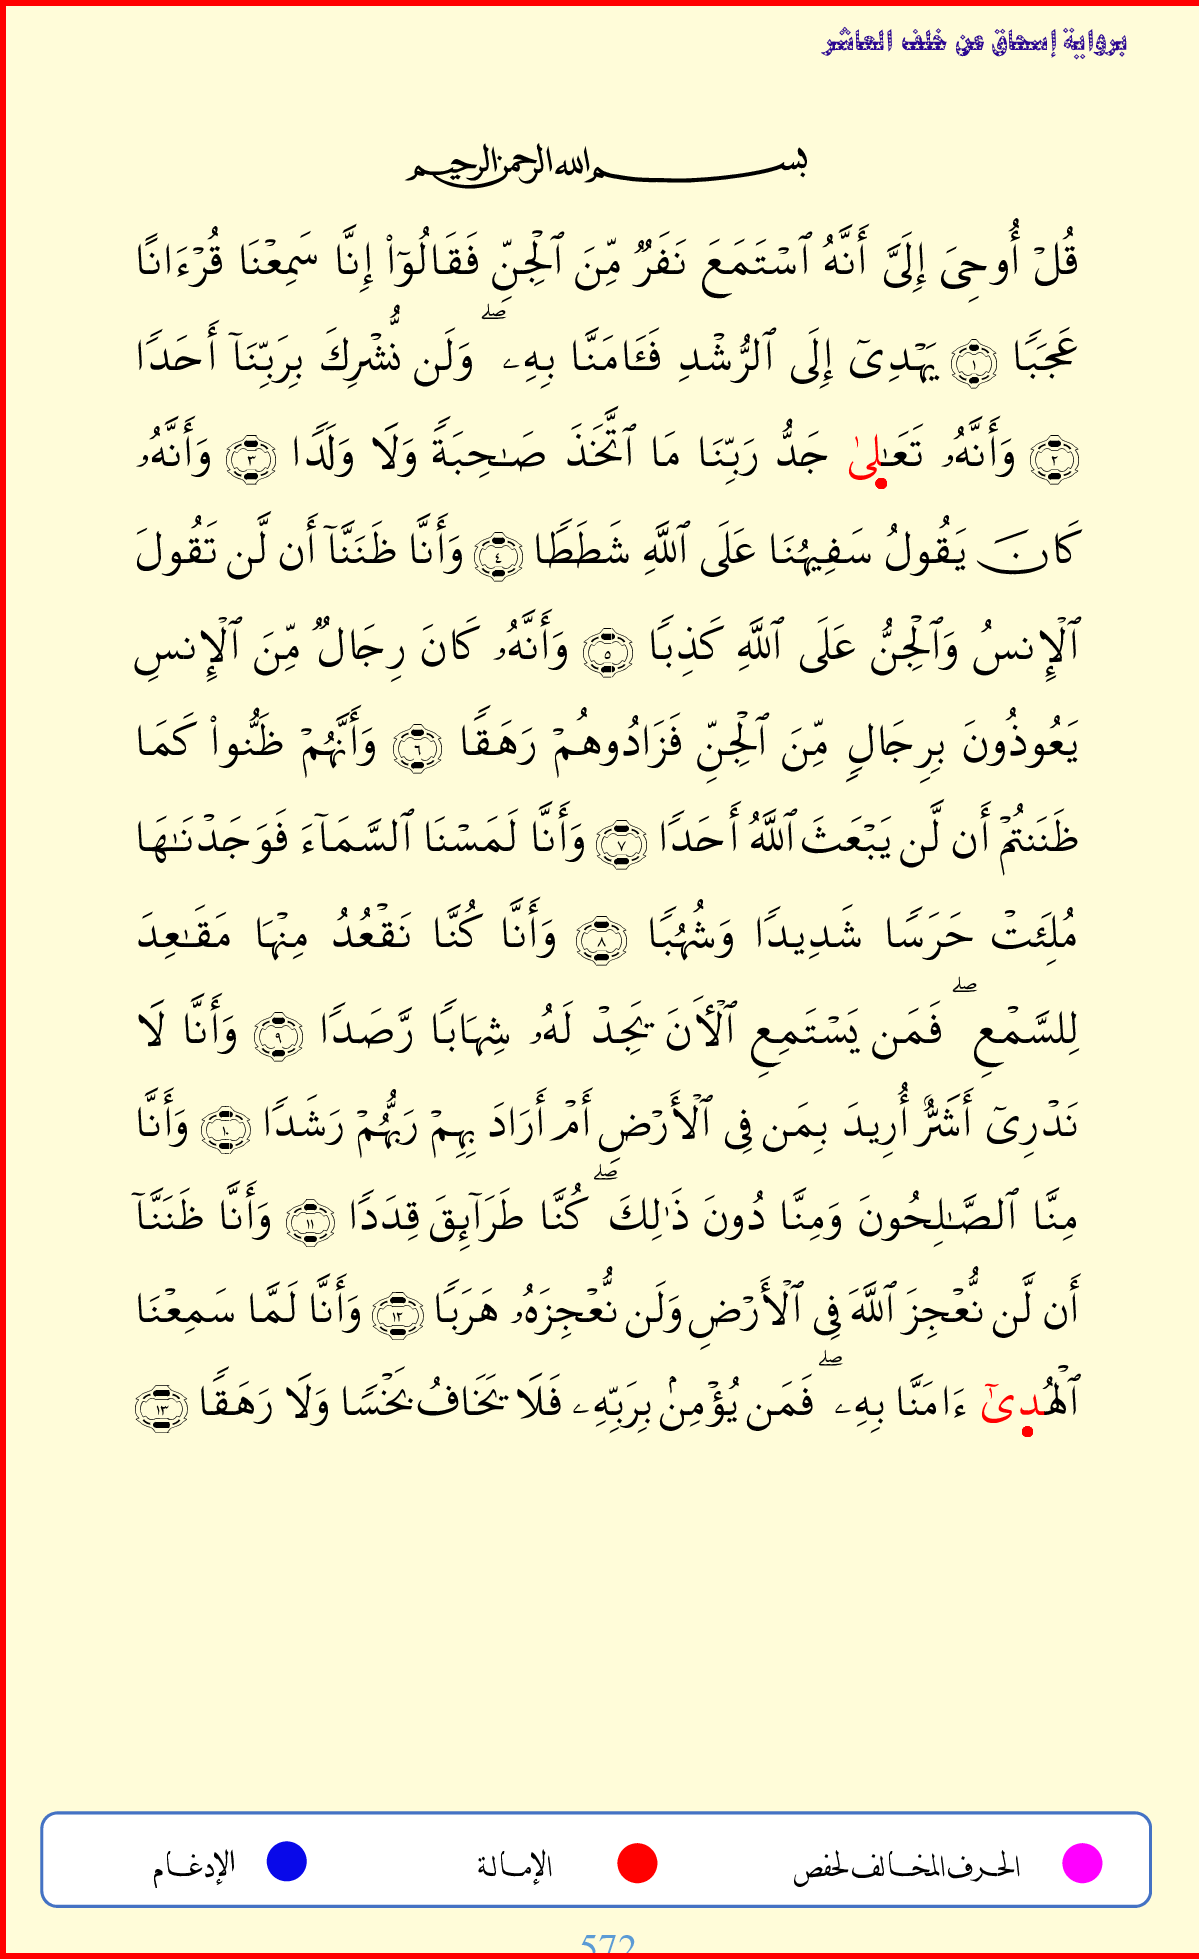 برواية إسحاق عن خلف العاشر
بسم الله الرحمن الرحيم
قُلۡ أُوحِيَ إِلَيَّ أَنَّهُ ٱسۡتَمَعَ نَفَرٞ مِّنَ ٱلۡجِنِّ فَقَالُوٓاْ إِنَّا سَمِعۡنَا قُرۡءَانًا
عَجَبٗا ١ يَهۡدِيٓ إِلَى ٱلرُّشۡدِ فَـَٔامَنَّا بِهِۦۖ وَلَن نُّشۡرِكَ بِرَبِّنَآ أَحَدٗا
٢ وَأَنَّهُۥ تَعَٰلِىٰ جَدُّ رَبِّنَا مَا ٱتَّخَذَ صَٰحِبَةٗ وَلَا وَلَدٗا ٣ وَأَنَّهُۥ
كَانَ يَقُولُ سَفِيهُنَا عَلَى ٱللَّهِ شَطَطٗا ٤ وَأَنَّا ظَنَنَّآ أَن لَّن تَقُولَ
ٱلۡإِنسُ وَٱلۡجِنُّ عَلَى ٱللَّهِ كَذِبٗا ٥ وَأَنَّهُۥ كَانَ رِجَالٞ مِّنَ ٱلۡإِنسِ
يَعُوذُونَ بِرِجَالٖ مِّنَ ٱلۡجِنِّ فَزَادُوهُمۡ رَهَقٗا ٦ وَأَنَّهُمۡ ظَنُّواْ كَمَا
ظَنَنتُمۡ أَن لَّن يَبۡعَثَ ٱللَّهُ أَحَدٗا ٧ وَأَنَّا لَمَسۡنَا ٱلسَّمَآءَ فَوَجَدۡنَٰهَا
مُلِئَتۡ حَرَسٗا شَدِيدٗا وَشُهُبٗا ٨ وَأَنَّا كُنَّا نَقۡعُدُ مِنۡهَا مَقَٰعِدَ
لِلسَّمۡعِۖ فَمَن يَسۡتَمِعِ ٱلۡأٓنَ يَجِدۡ لَهُۥ شِهَابٗا رَّصَدٗا ٩ وَأَنَّا لَا
نَدۡرِيٓ أَشَرٌّ أُرِيدَ بِمَن فِي ٱلۡأَرۡضِ أَمۡ أَرَادَ بِهِمۡ رَبُّهُمۡ رَشَدٗا ١٠ وَأَنَّا
مِنَّا ٱلصَّٰلِحُونَ وَمِنَّا دُونَ ذَٰلِكَۖ كُنَّا طَرَآئِقَ قِدَدٗا ١١ وَأَنَّا ظَنَنَّآ
أَن لَّن نُّعۡجِزَ ٱللَّهَ فِي ٱلۡأَرۡضِ وَلَن نُّعۡجِزَهُۥ هَرَبٗا ١٢ وَأَنَّا لَمَّا سَمِعۡنَا
ٱلۡهُدِىٰٓ ءَامَنَّا بِهِۦۖ فَمَن يُؤۡمِنۢ بِرَبِّهِۦ فَلَا يَخَافُ بَخۡسٗا وَلَا رَهَقٗا ١٣
الحرف المخالف لحفص الإمالة الإدغام
572